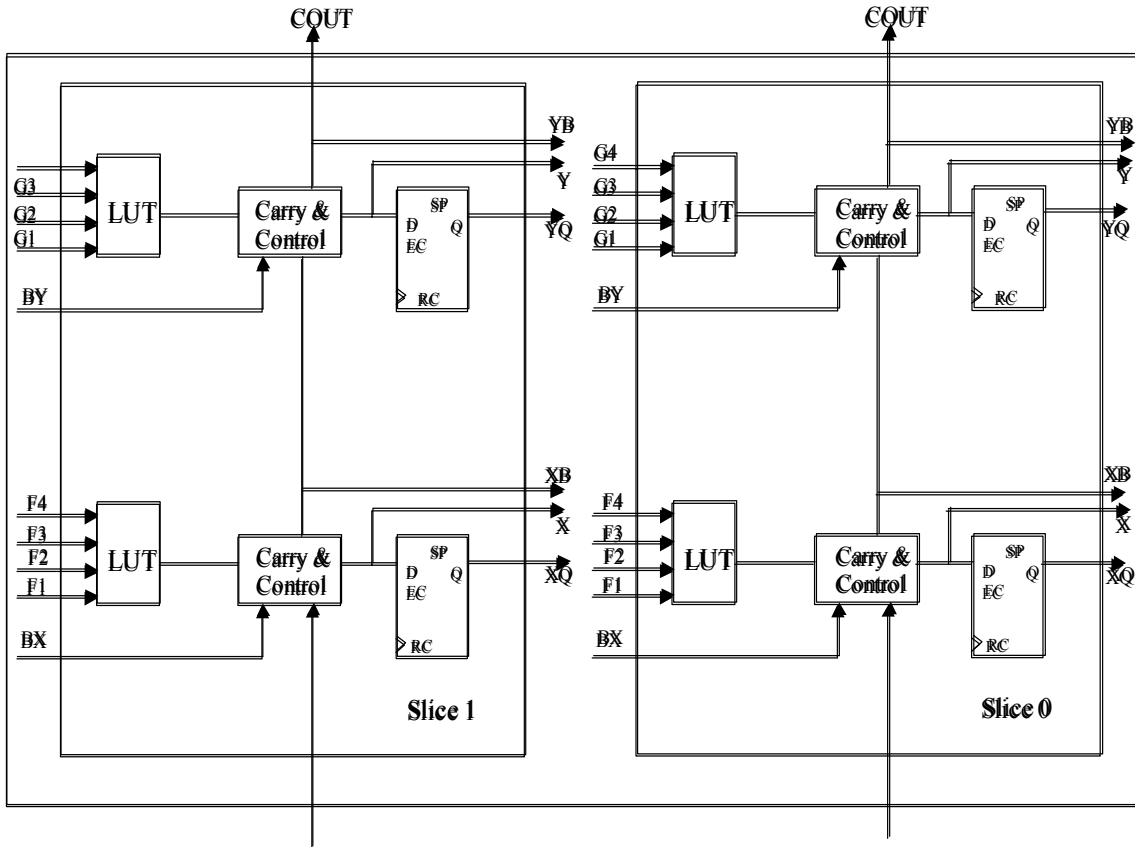 COUT
YB
Y
G3
G2
G1
LUT
Carry &
Control
SP
D
Q
EC
RC
YQ
BY
XB
X
F4
F3
F2
F1
LUT
Carry &
Control
SP
D
Q
EC
RC
XQ
BX
Slice 1
COUT
YB
Y
G4
G3
G2
G1
LUT
Carry &
Control
SP
D
Q
EC
RC
YQ
BY
XB
X
F4
F3
F2
F1
LUT
Carry &
Control
SP
D
Q
EC
RC
XQ
BX
Slice 0